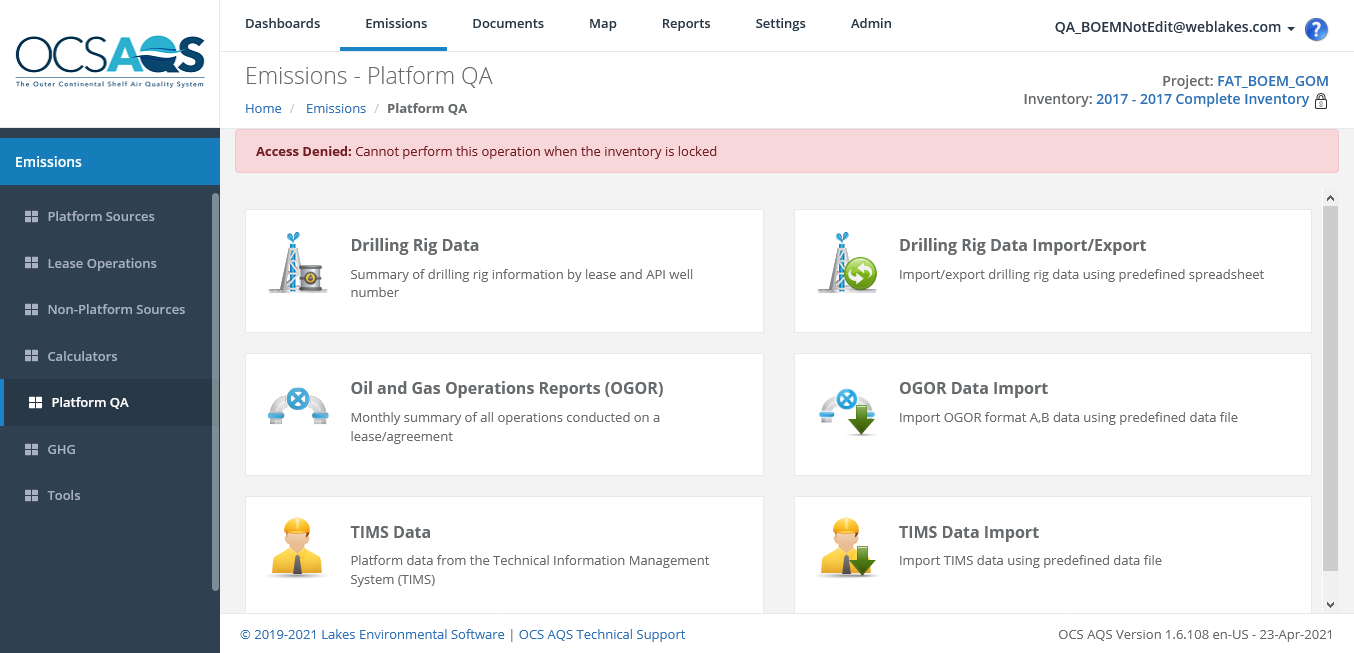 OCSAQS
The Outer Continental Shelf Air Quality System
Dashboards Emissions Documents Map Reports Settings Admin
QA_BOEMNotEdit@weblakes.com ?
Emissions - Platform QA
Home / Emissions / Platform QA
Project: FAT_BOEM_GOM
Inventory: 2017 - 2017 Complete Inventory
Access Denied: Cannot perform this operation when the inventory is locked
Emissions
Platform Sources
Lease Operations
Non-Platform Sources
Calculators
Platform QA
GHG
Tools
Drilling Rig Data
Summary of drilling rig information by lease and API well
number
Drilling Rig Data Import/Export
Import/export drilling rig data using predefined spreadsheet
Oil and Gas Operations Reports (OGOR)
Monthly summary of all operations conducted on a
lease/agreement
OGOR Data Import
Import OGOR format A,B data using predefined data file
TIMS Data
Platform data from the Technical Information Management
System (TIMS)
TIMS Data Import
Import TIMS data using predefined data file
© 2019-2021 Lakes Environmental Software | OCS AQS Technical Support
OCS AQS Version 1.6.108 en-US - 23-Apr-2021